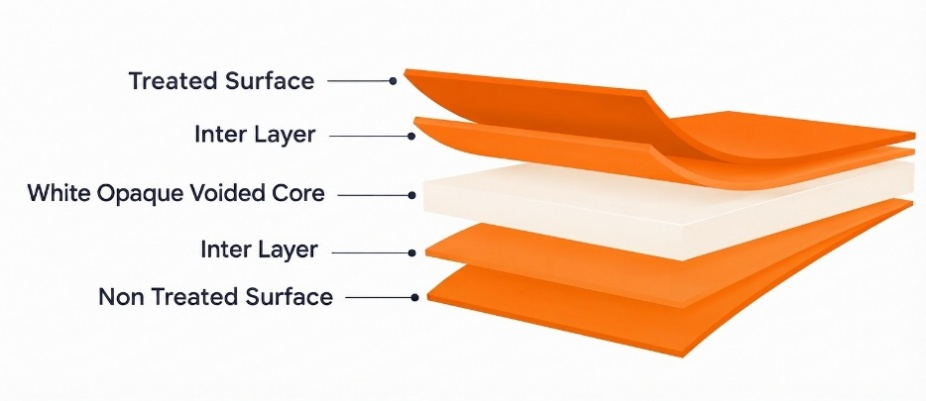 Treated Surface
Inter Layer
White Opaque Voided Core
Inter Layer
Non Treated Surface